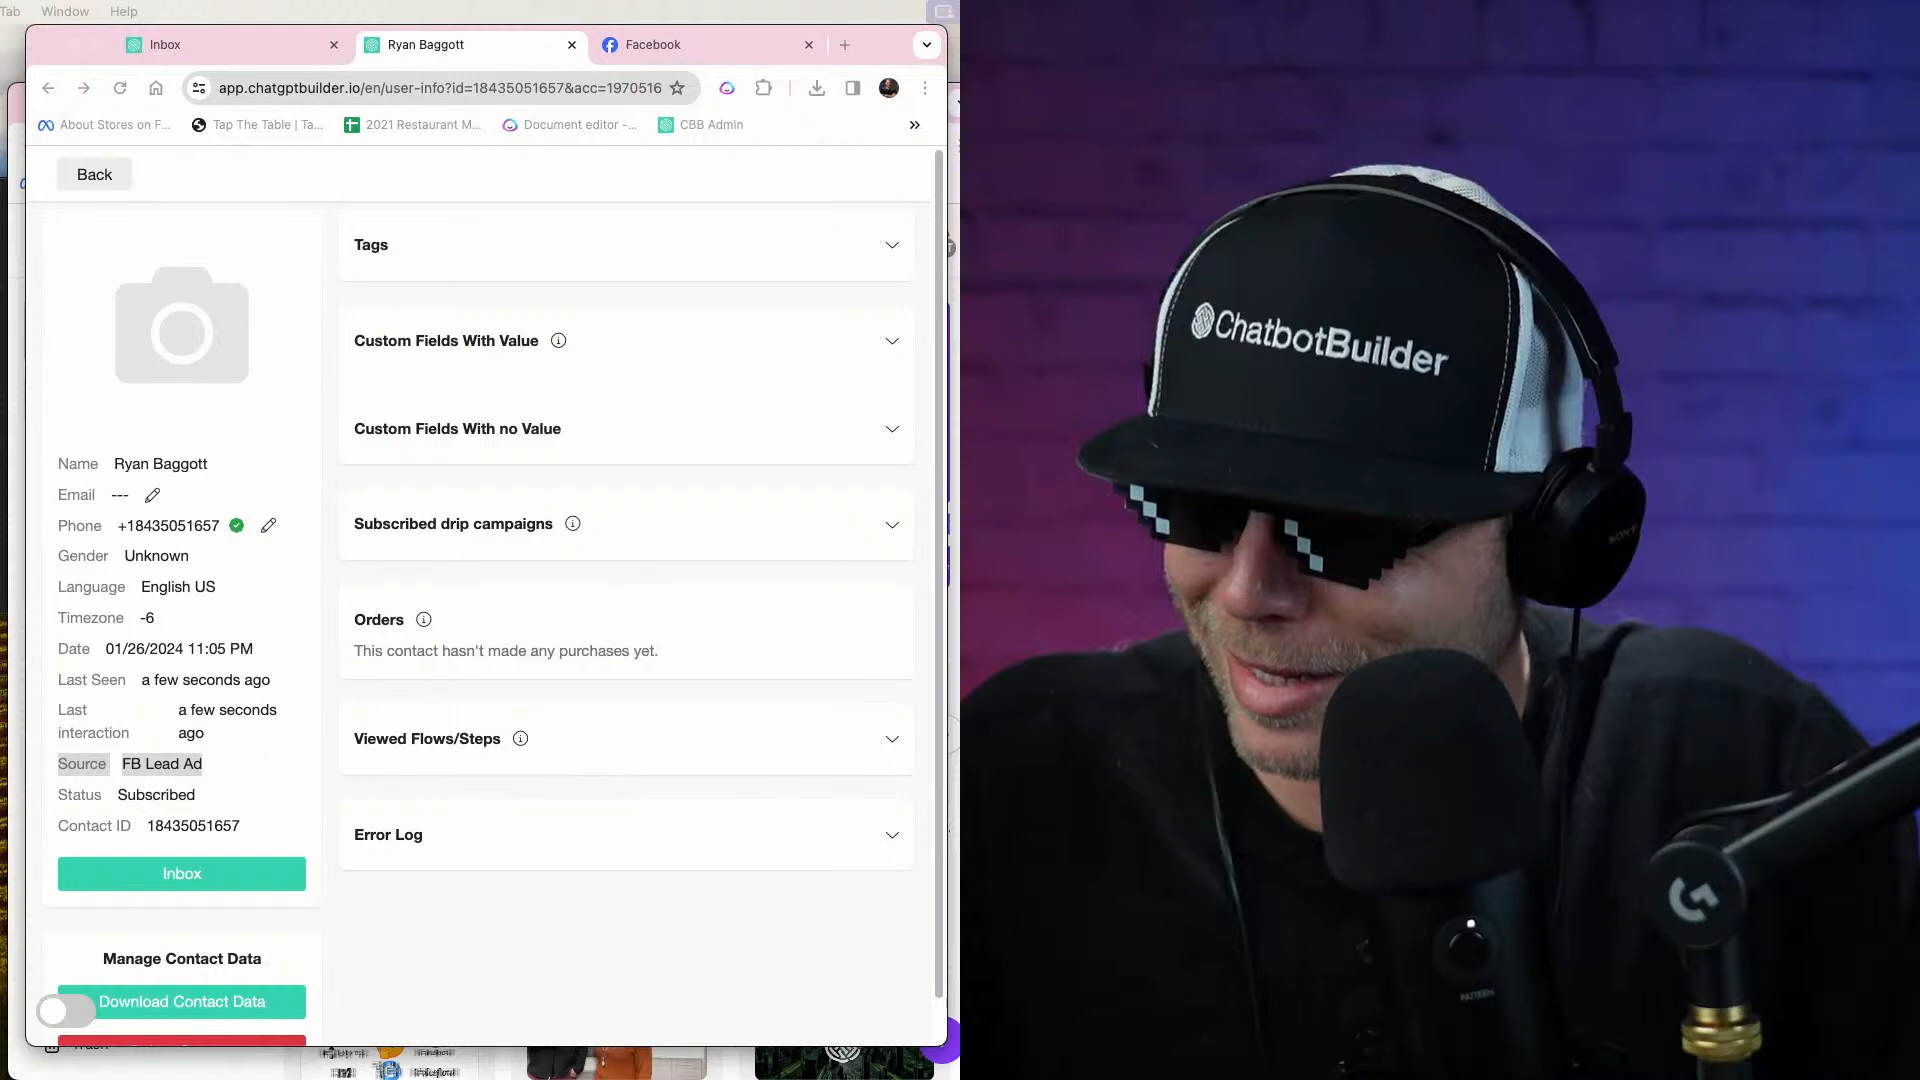 Tab Window Help
Inbox
Ryan Baggott
Facebook
app.chatgptbuilder.io/en/user-info?id=18435051657&acc=1970516
About Stores on F...
Tap The Table | Ta...
2021 Restaurant M...
Document editor -...
CBB Admin
Back
Tags
Custom Fields With Value
Custom Fields With no Value
Subscribed drip campaigns
Orders
This contact hasn't made any purchases yet.
Viewed Flows/Steps
Error Log
Name Ryan Baggott
Email ---
Phone +18435051657
Gender Unknown
Language English US
Timezone -6
Date 01/26/2024 11:05 PM
Last Seen a few seconds ago
Last interaction a few seconds ago
Source FB Lead Ad
Status Subscribed
Contact ID 18435051657
Inbox
Manage Contact Data
Download Contact Data
ChatbotBuilder
SONY
PATTERN